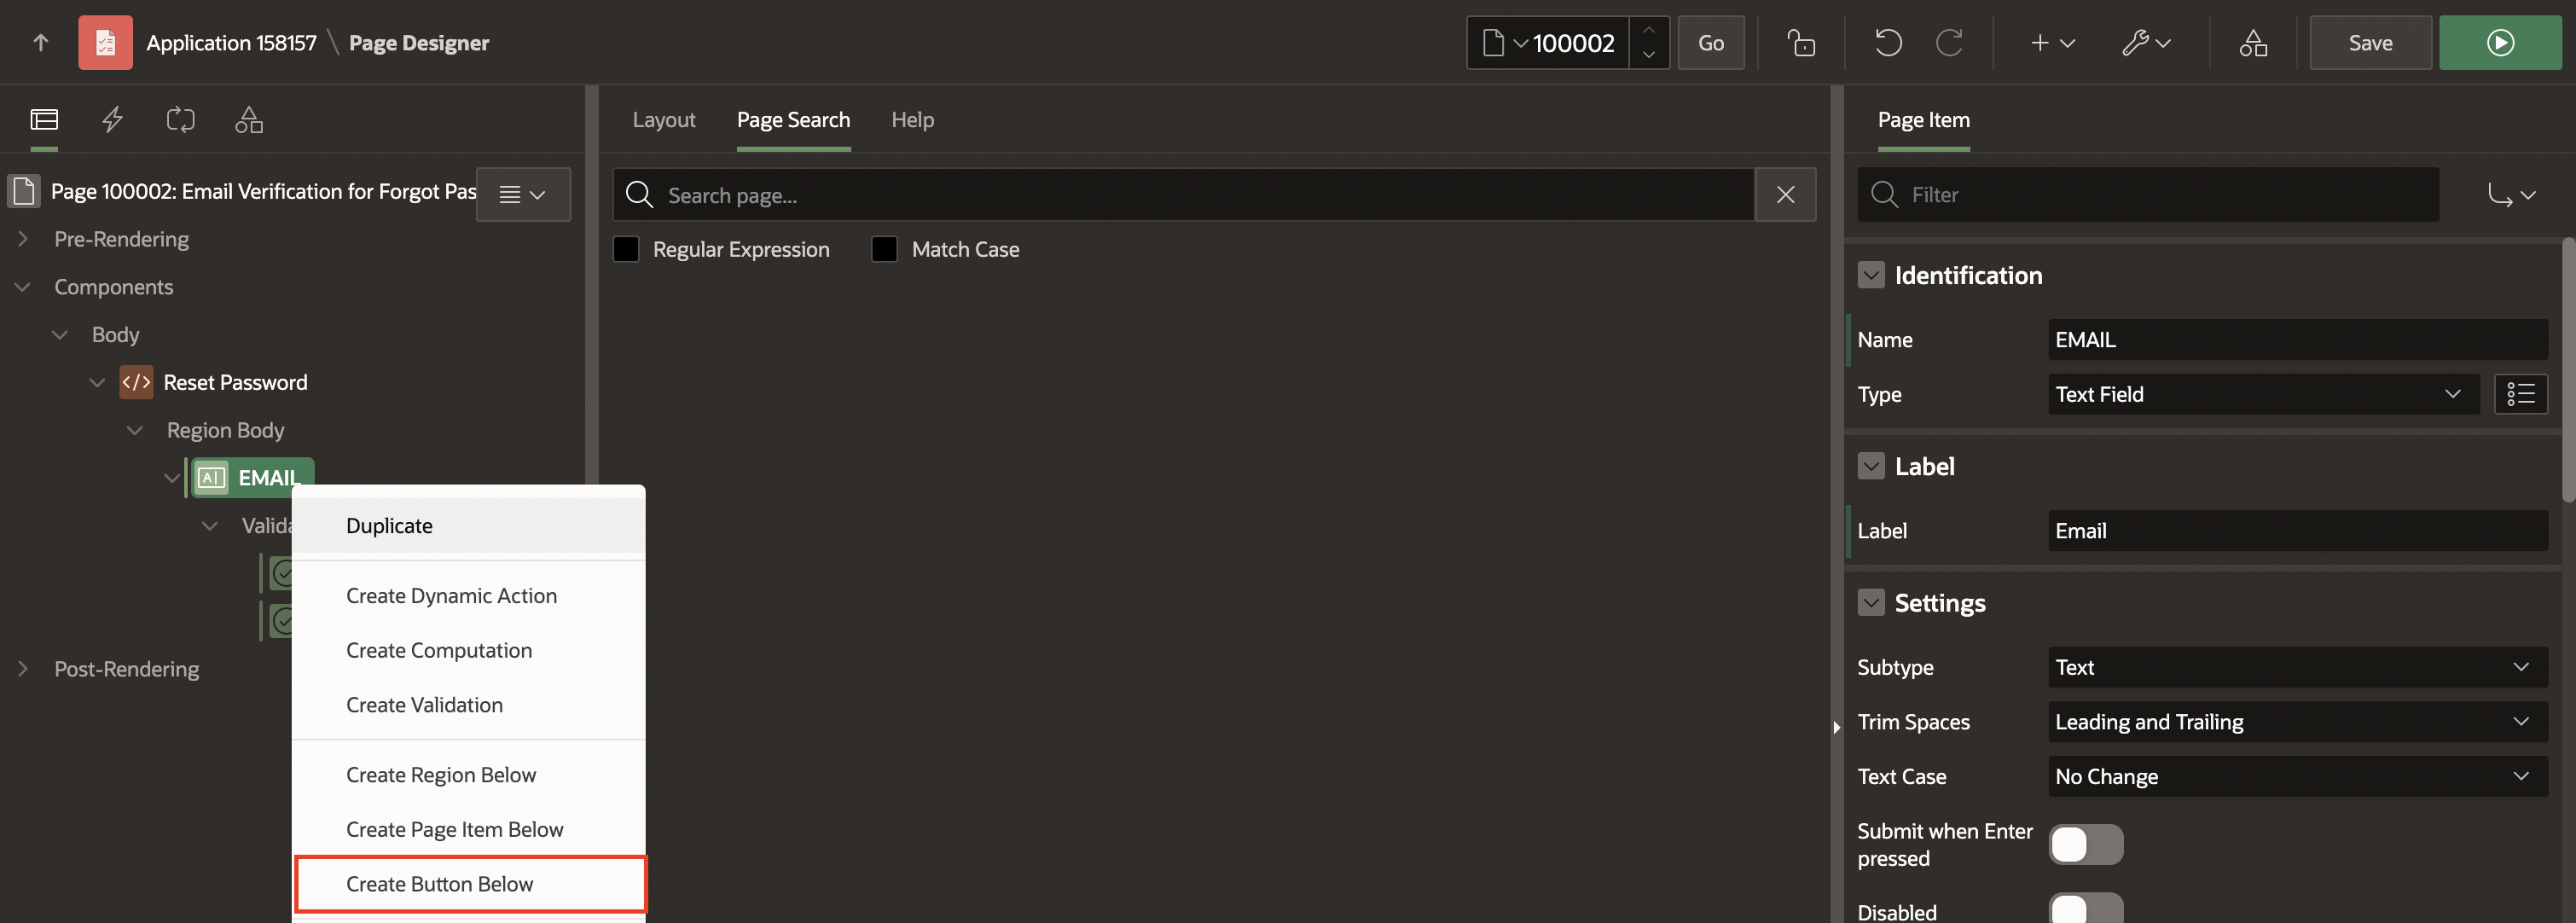 Application 158157 \ Page Designer
100002
Go
Save
Page 100002: Email Verification for Forgot Pas
Pre-Rendering
Components
Body
</> Reset Password
Region Body
A| EMAIL
Valida
Post-Rendering
Duplicate
Create Dynamic Action
Create Computation
Create Validation
Create Region Below
Create Page Item Below
Create Button Below
Layout Page Search Help
Search page...
Regular Expression Match Case
Page Item
Filter
Identification
Name EMAIL
Type Text Field
Label
Label Email
Settings
Subtype Text
Trim Spaces Leading and Trailing
Text Case No Change
Submit when Enter
pressed
Disabled